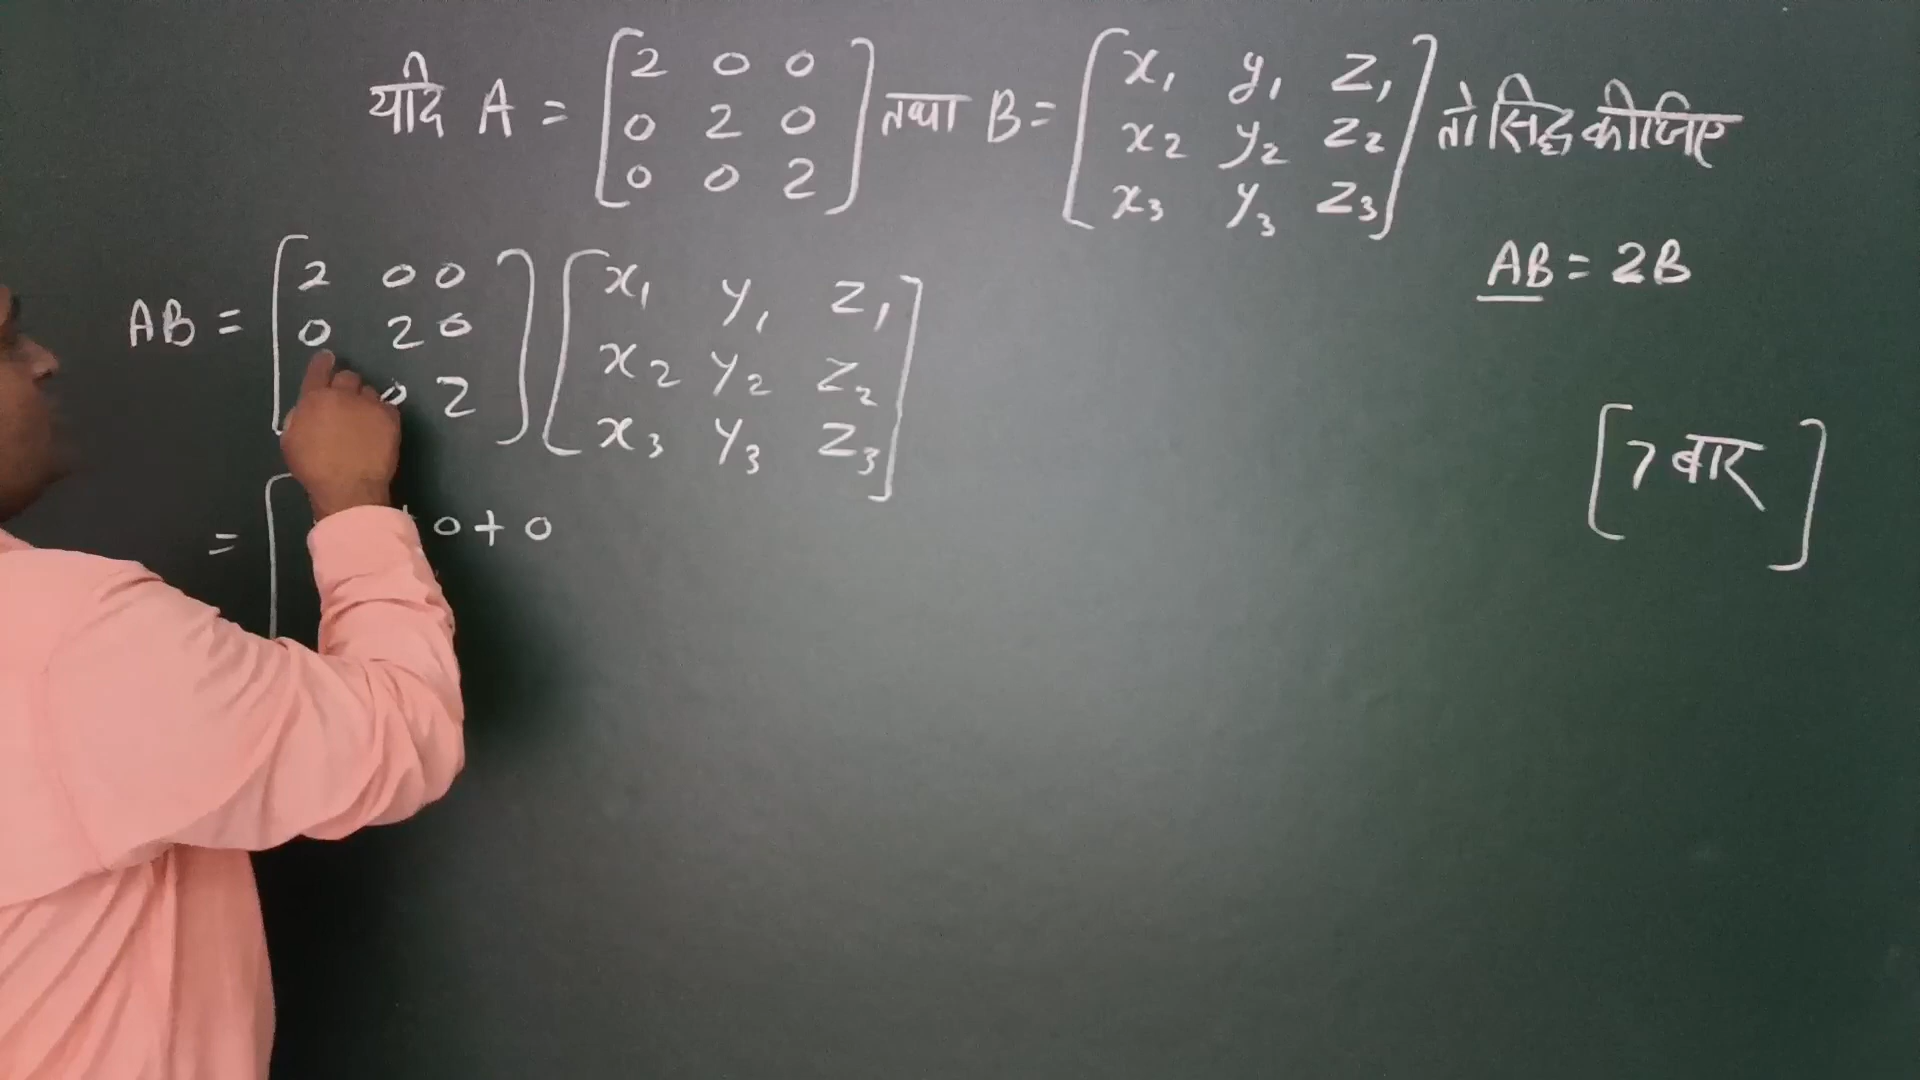 यदि A = [2 0 0 तथा B = [x₁ y₁ z₁ तो सिद्ध कीजिए
0 2 0 x₂ y₂ z₂
0 0 2] x₃ y₃ z₃]
AB = 2B
AB = [2 0 0 [x₁ y₁ z₁
0 2 0 x₂ y₂ z₂
0 2] x₃ y₃ z₃]
[7 बार]
= [ + 0 + 0